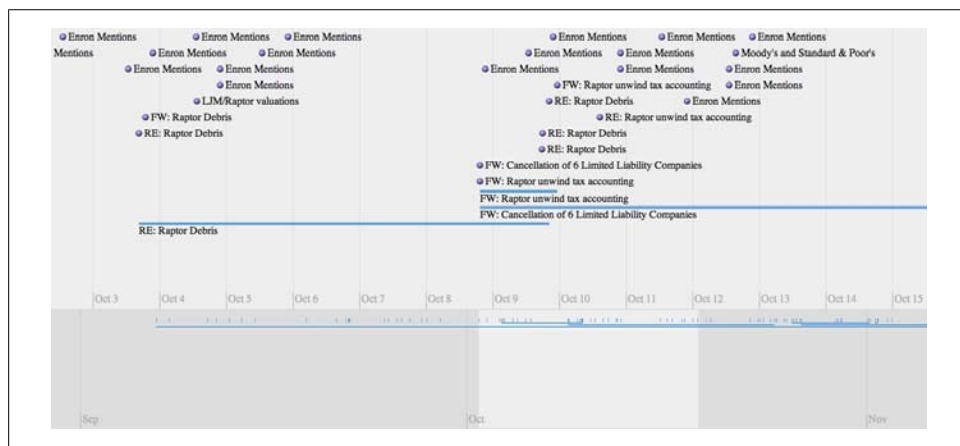 Enron Mentions Enron Mentions Enron Mentions Enron Mentions Enron Mentions Enron Mentions
Mentions Enron Mentions Enron Mentions Enron Mentions Enron Mentions Moody's and Standard & Poor's
Enron Mentions Enron Mentions Enron Mentions Enron Mentions Enron Mentions
Enron Mentions FW: Raptor unwind tax accounting Enron Mentions
LJM/Raptor valuations RE: Raptor Debris Enron Mentions
FW: Raptor Debris RE: Raptor unwind tax accounting
RE: Raptor Debris RE: Raptor Debris
RE: Raptor Debris
FW: Cancellation of 6 Limited Liability Companies
FW: Raptor unwind tax accounting
FW: Raptor unwind tax accounting
FW: Cancellation of 6 Limited Liability Companies
RE: Raptor Debris
Oct 3 Oct 4 Oct 5 Oct 6 Oct 7 Oct 8 Oct 9 Oct 10 Oct 11 Oct 12 Oct 13 Oct 14 Oct 15
Sep Oct Nov